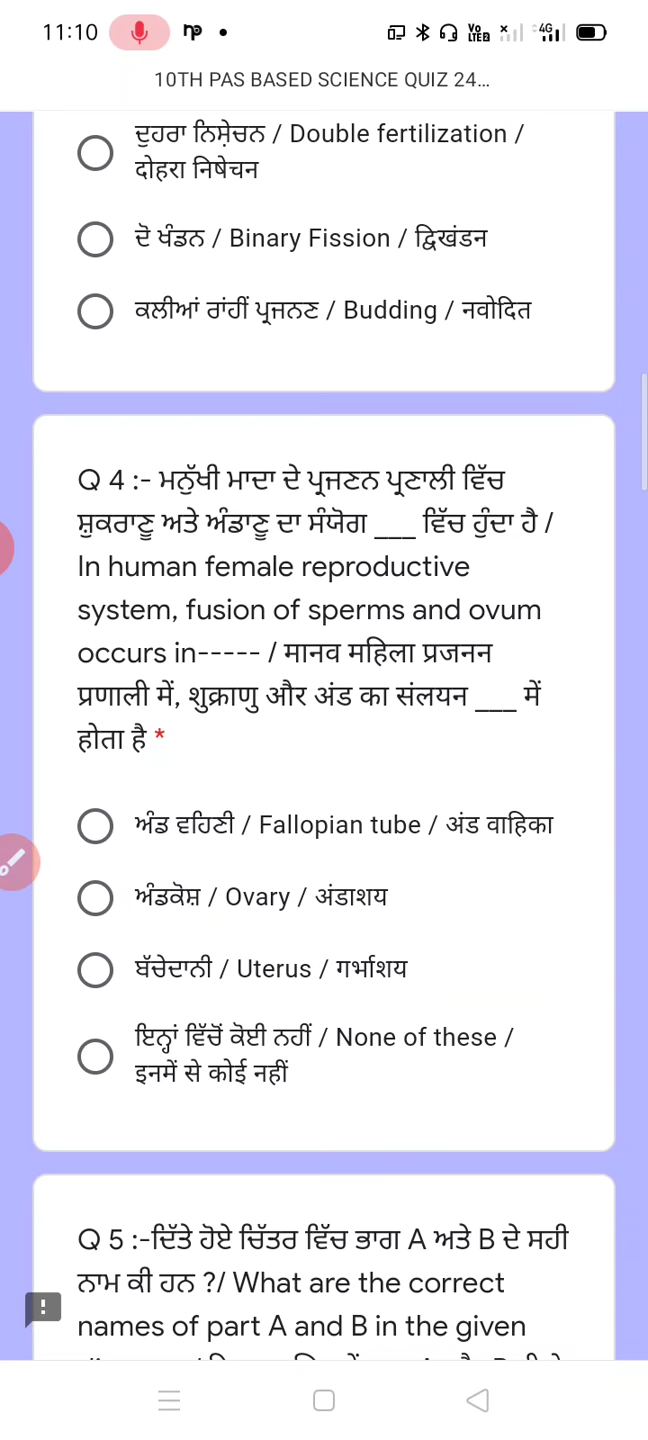 11:10
Vo
LTE2
4G
10TH PAS BASED SCIENCE QUIZ 24...
ਦੁਹਰਾ ਨਿਸ਼ੇਚਨ / Double fertilization /
दोहरा निषेचन
ਦੋ ਖੰਡਨ / Binary Fission / द्विखंडन
ਕਲੀਆਂ ਰਾਂਹੀਂ ਪ੍ਰਜਨਣ / Budding / नवोदित
Q 4 :- ਮਨੁੱਖੀ ਮਾਦਾ ਦੇ ਪ੍ਰਜਣਨ ਪ੍ਰਣਾਲੀ ਵਿੱਚ
ਸ਼ੁਕਰਾਣੂ ਅਤੇ ਅੰਡਾਣੂ ਦਾ ਸੰਯੋਗ ___ ਵਿੱਚ ਹੁੰਦਾ ਹੈ /
In human female reproductive
system, fusion of sperms and ovum
occurs in----- / मानव महिला प्रजनन
प्रणाली में, शुक्राणु और अंड का संलयन ___ में
होता है *
ਅੰਡ ਵਹਿਣੀ / Fallopian tube / अंड वाहिका
ਅੰਡਕੋਸ਼ / Ovary / अंडाशय
ਬੱਚੇਦਾਨੀ / Uterus / गर्भाशय
ਇਨ੍ਹਾਂ ਵਿੱਚੋਂ ਕੋਈ ਨਹੀਂ / None of these /
इनमें से कोई नहीं
Q 5 :-ਦਿੱਤੇ ਹੋਏ ਚਿੱਤਰ ਵਿੱਚ ਭਾਗ A ਅਤੇ B ਦੇ ਸਹੀ
ਨਾਮ ਕੀ ਹਨ ?/ What are the correct
names of part A and B in the given